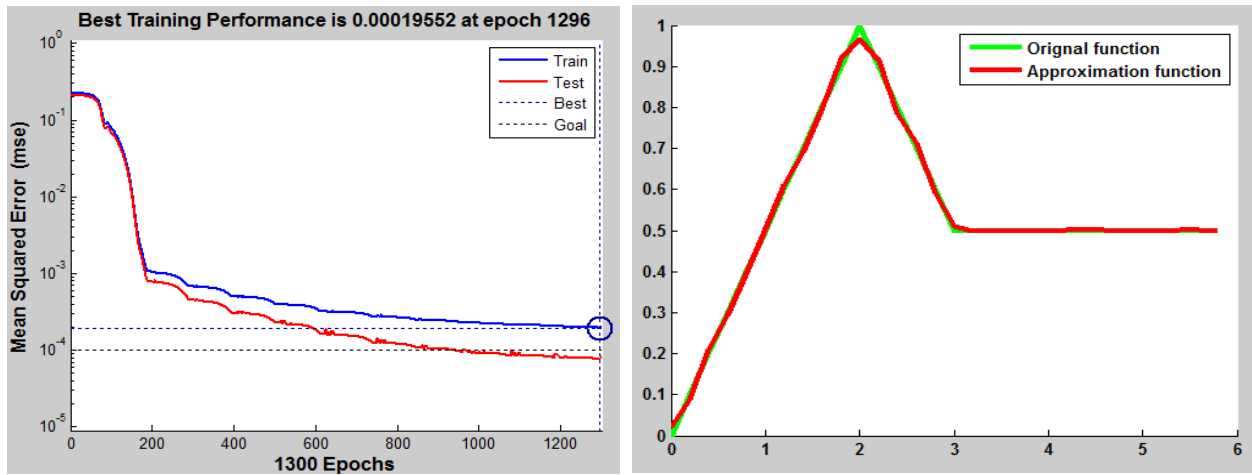 Best Training Performance is 0.00019552 at epoch 1296
Mean Squared Error (mse)
10^0
10^-1
10^-2
10^-3
10^-4
10^-5
Train
Test
Best
Goal
0 200 400 600 800 1000 1200
1300 Epochs
1
0.9
0.8
0.7
0.6
0.5
0.4
0.3
0.2
0.1
0
Orignal function
Approximation function
0 1 2 3 4 5 6